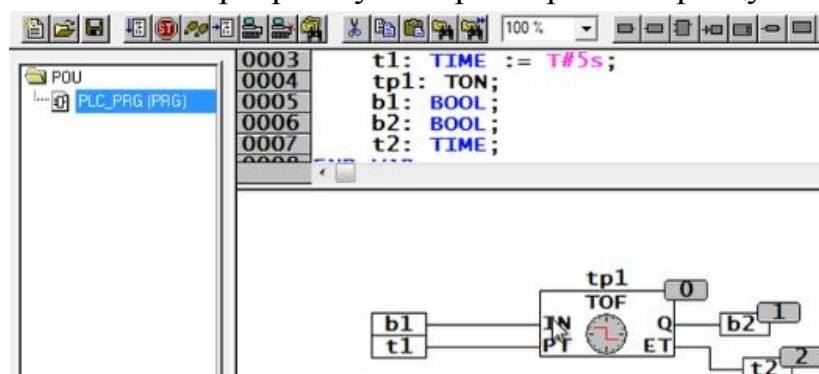 100 %
POU
PLC_PRG (PRG)
0003 t1: TIME := T#5s;
0004 tp1: TON;
0005 b1: BOOL;
0006 b2: BOOL;
0007 t2: TIME;
tp1
0
TOF
b1 IN Q b2 1
t1 PT ET t2 2